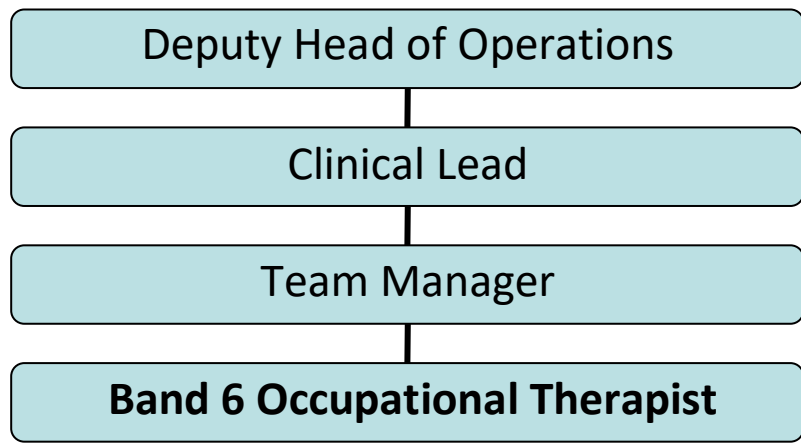 Deputy Head of Operations
Clinical Lead
Team Manager
Band 6 Occupational Therapist